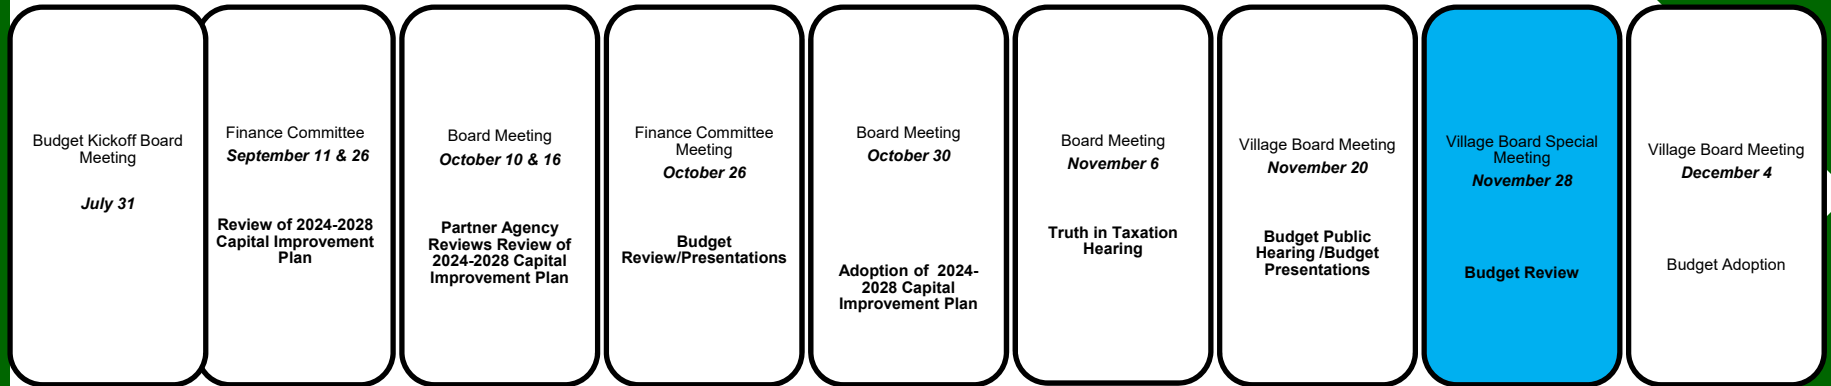 Budget Kickoff Board
Meeting
July 31
Finance Committee
September 11 & 26
Review of 2024-2028
Capital Improvement
Plan
Board Meeting
October 10 & 16
Partner Agency
Reviews Review of
2024-2028 Capital
Improvement Plan
Finance Committee
Meeting
October 26
Budget
Review/Presentations
Board Meeting
October 30
Adoption of 2024-
2028 Capital
Improvement Plan
Board Meeting
November 6
Truth in Taxation
Hearing
Village Board Meeting
November 20
Budget Public
Hearing /Budget
Presentations
Village Board Special
Meeting
November 28
Budget Review
Village Board Meeting
December 4
Budget Adoption